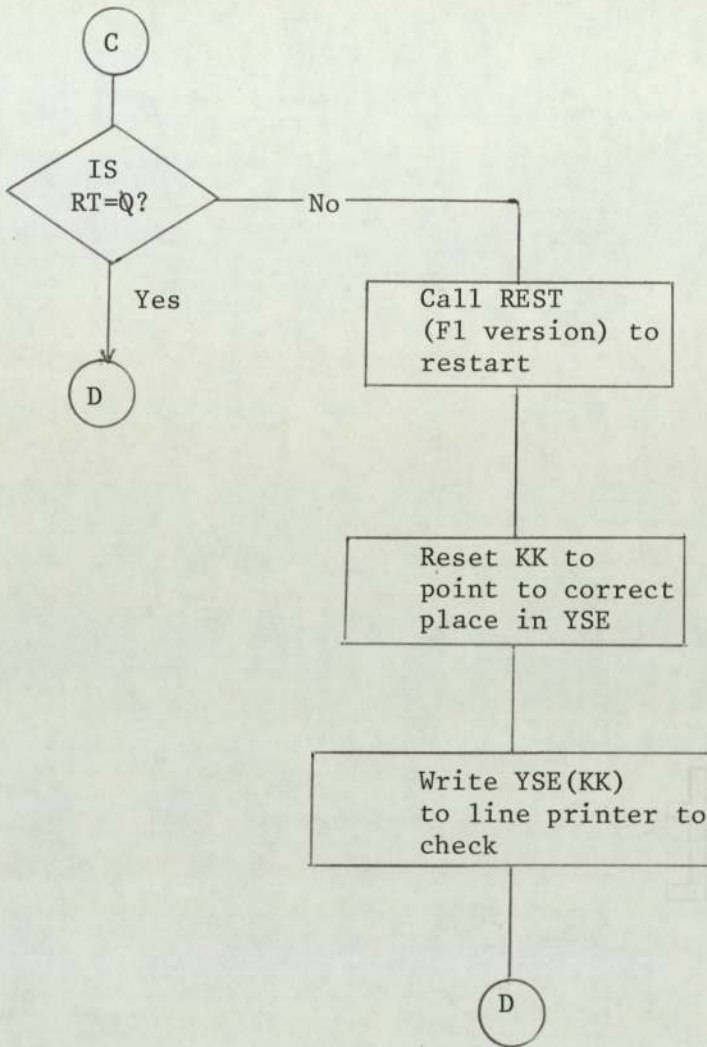 C
IS
RT=0?
No
Yes
D
Call REST
(F1 version) to
restart
Reset KK to
point to correct
place in YSE
Write YSE(KK)
to line printer to
check
D